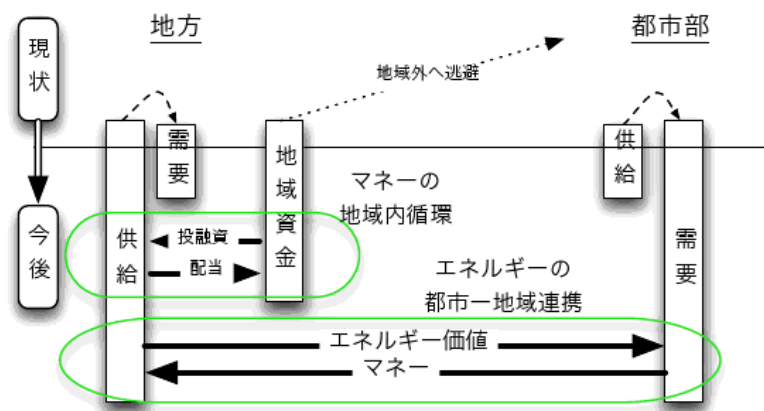 地方
都市部
現状
地域外へ逃避
需要
供給
地域資金
マネーの
地域内循環
今後
供給
投融資
配当
需要
エネルギーの
都市ー地域連携
エネルギー価値
マネー